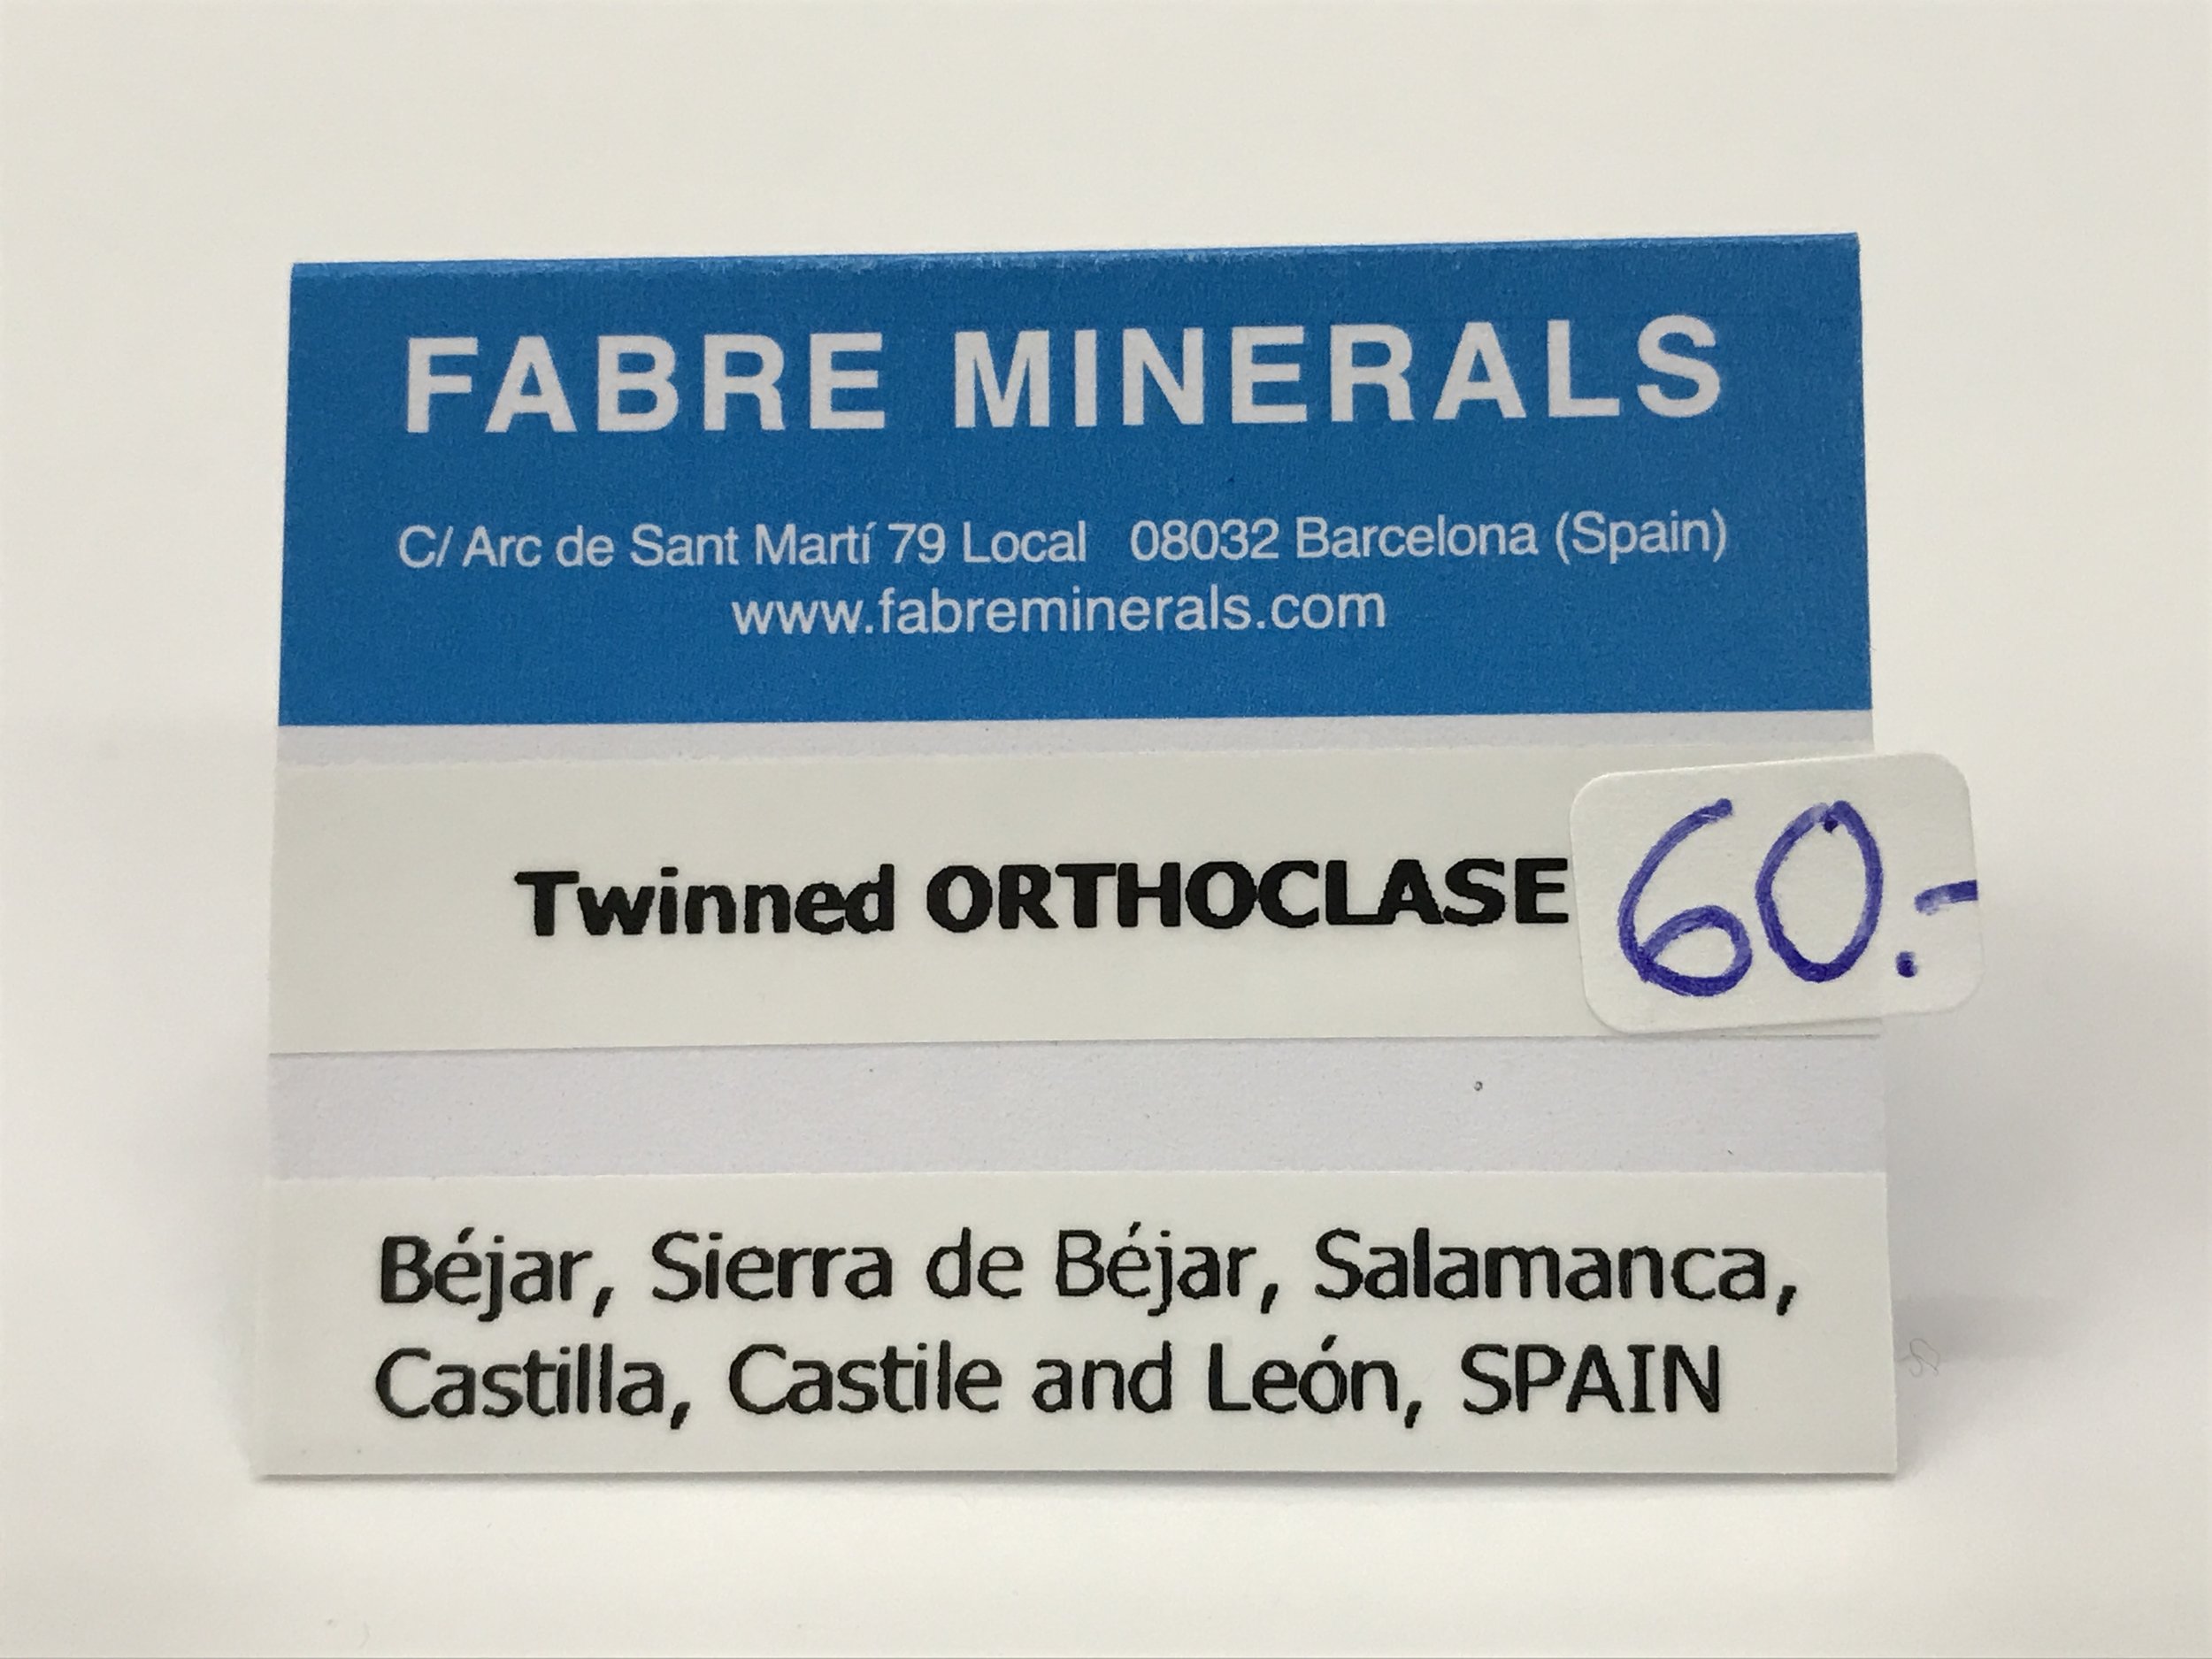 FABRE MINERALS
C/ Arc de Sant Martí 79 Local 08032 Barcelona (Spain)
www.fabreminerals.com
Twinned ORTHOCLASE
60.-
Béjar, Sierra de Béjar, Salamanca,
Castilla, Castile and León, SPAIN